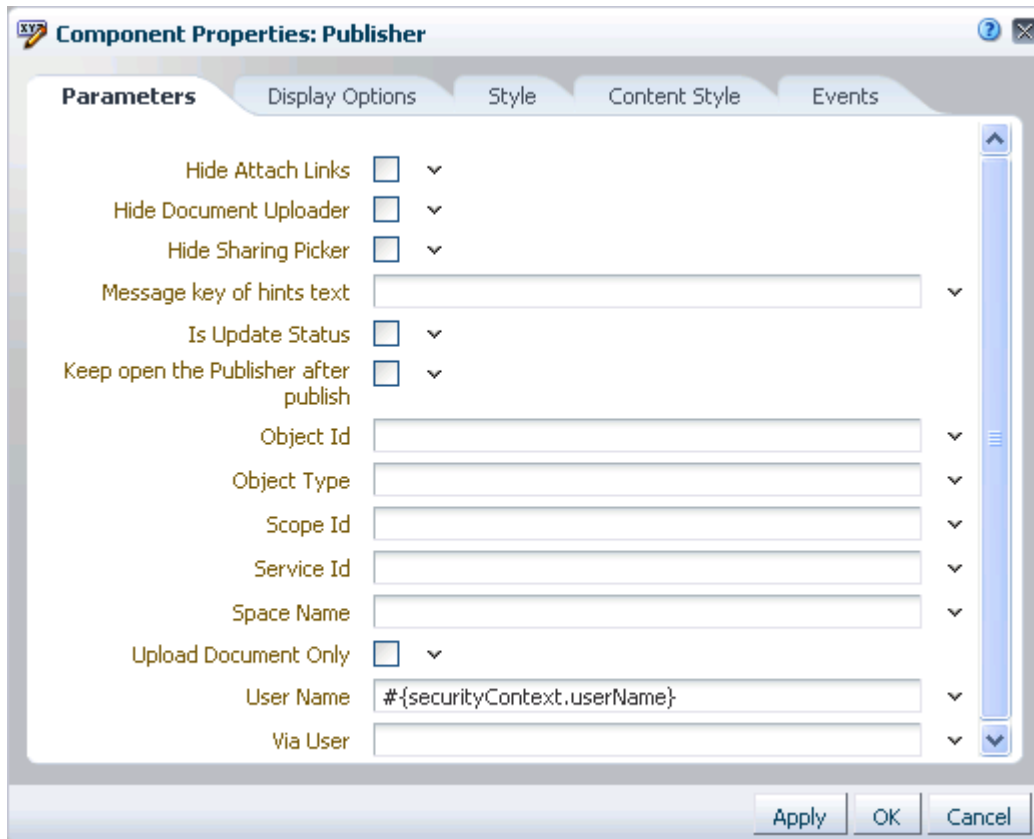 Component Properties: Publisher
Parameters Display Options Style Content Style Events
Hide Attach Links
Hide Document Uploader
Hide Sharing Picker
Message key of hints text
Is Update Status
Keep open the Publisher after
publish
Object Id
Object Type
Scope Id
Service Id
Space Name
Upload Document Only
User Name #{securityContext.userName}
Via User
Apply OK Cancel